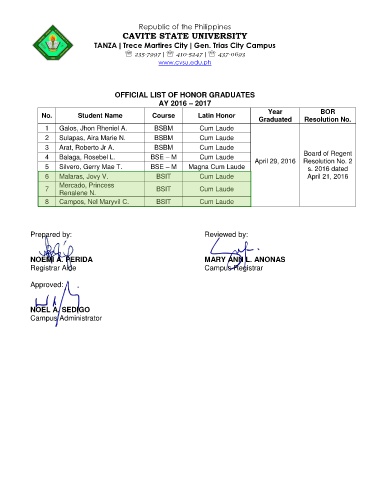 Republic of the Philippines
CAVITE STATE UNIVERSITY
TANZA | Trece Martires City | Gen. Trias City Campus
☏ 235-7997 | ☏ 410-5247 | ☏ 437-0693
www.cvsu.edu.ph
OFFICIAL LIST OF HONOR GRADUATES
AY 2016 – 2017
No. Student Name Course Latin Honor Year Graduated BOR Resolution No.
1 Galos, Jhon Rheniel A. BSBM Cum Laude
2 Sulapas, Aira Marie N. BSBM Cum Laude
3 Arat, Roberto Jr A. BSBM Cum Laude
4 Balaga, Rosebel L. BSE – M Cum Laude
5 Silvero, Gerry Mae T. BSE – M Magna Cum Laude
6 Malaras, Jovy V. BSIT Cum Laude
7 Mercado, Princess Renalene N. BSIT Cum Laude
8 Campos, Nel Maryvil C. BSIT Cum Laude
April 29, 2016
Board of Regent
Resolution No. 2
s. 2016 dated
April 21, 2016
Prepared by:
Reviewed by:
NOEMI A. PERIDA
MARY ANN L. ANONAS
Registrar Aide
Campus Registrar
Approved:
NOEL A. SEDIGO
Campus Administrator